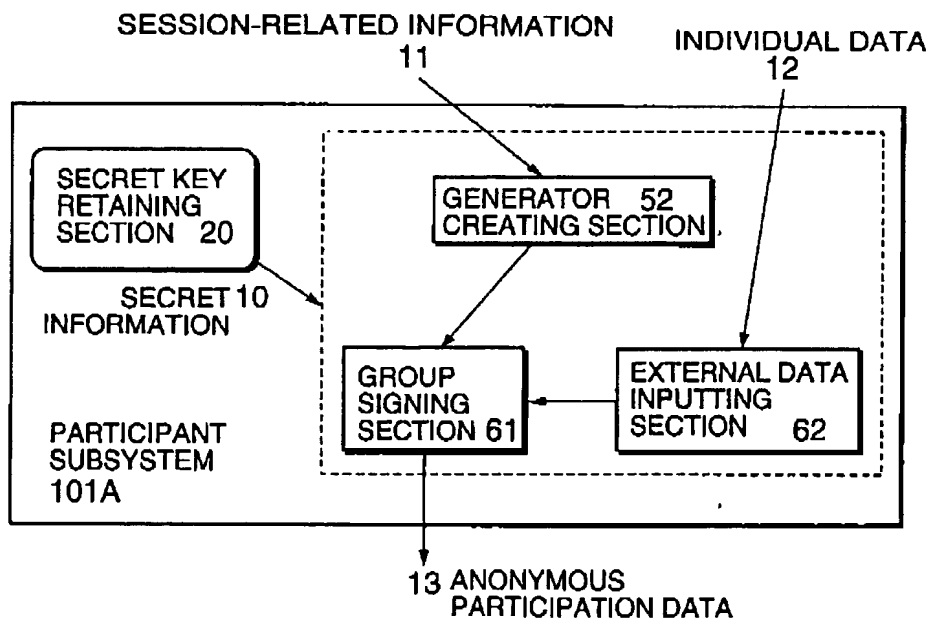 SESSION-RELATED INFORMATION
11
INDIVIDUAL DATA
12
SECRET KEY
RETAINING
SECTION 20
GENERATOR 52
CREATING SECTION
SECRET 10
INFORMATION
GROUP
SIGNING
SECTION 61
EXTERNAL DATA
INPUTTING
SECTION 62
PARTICIPANT
SUBSYSTEM
101A
13 ANONYMOUS
PARTICIPATION DATA